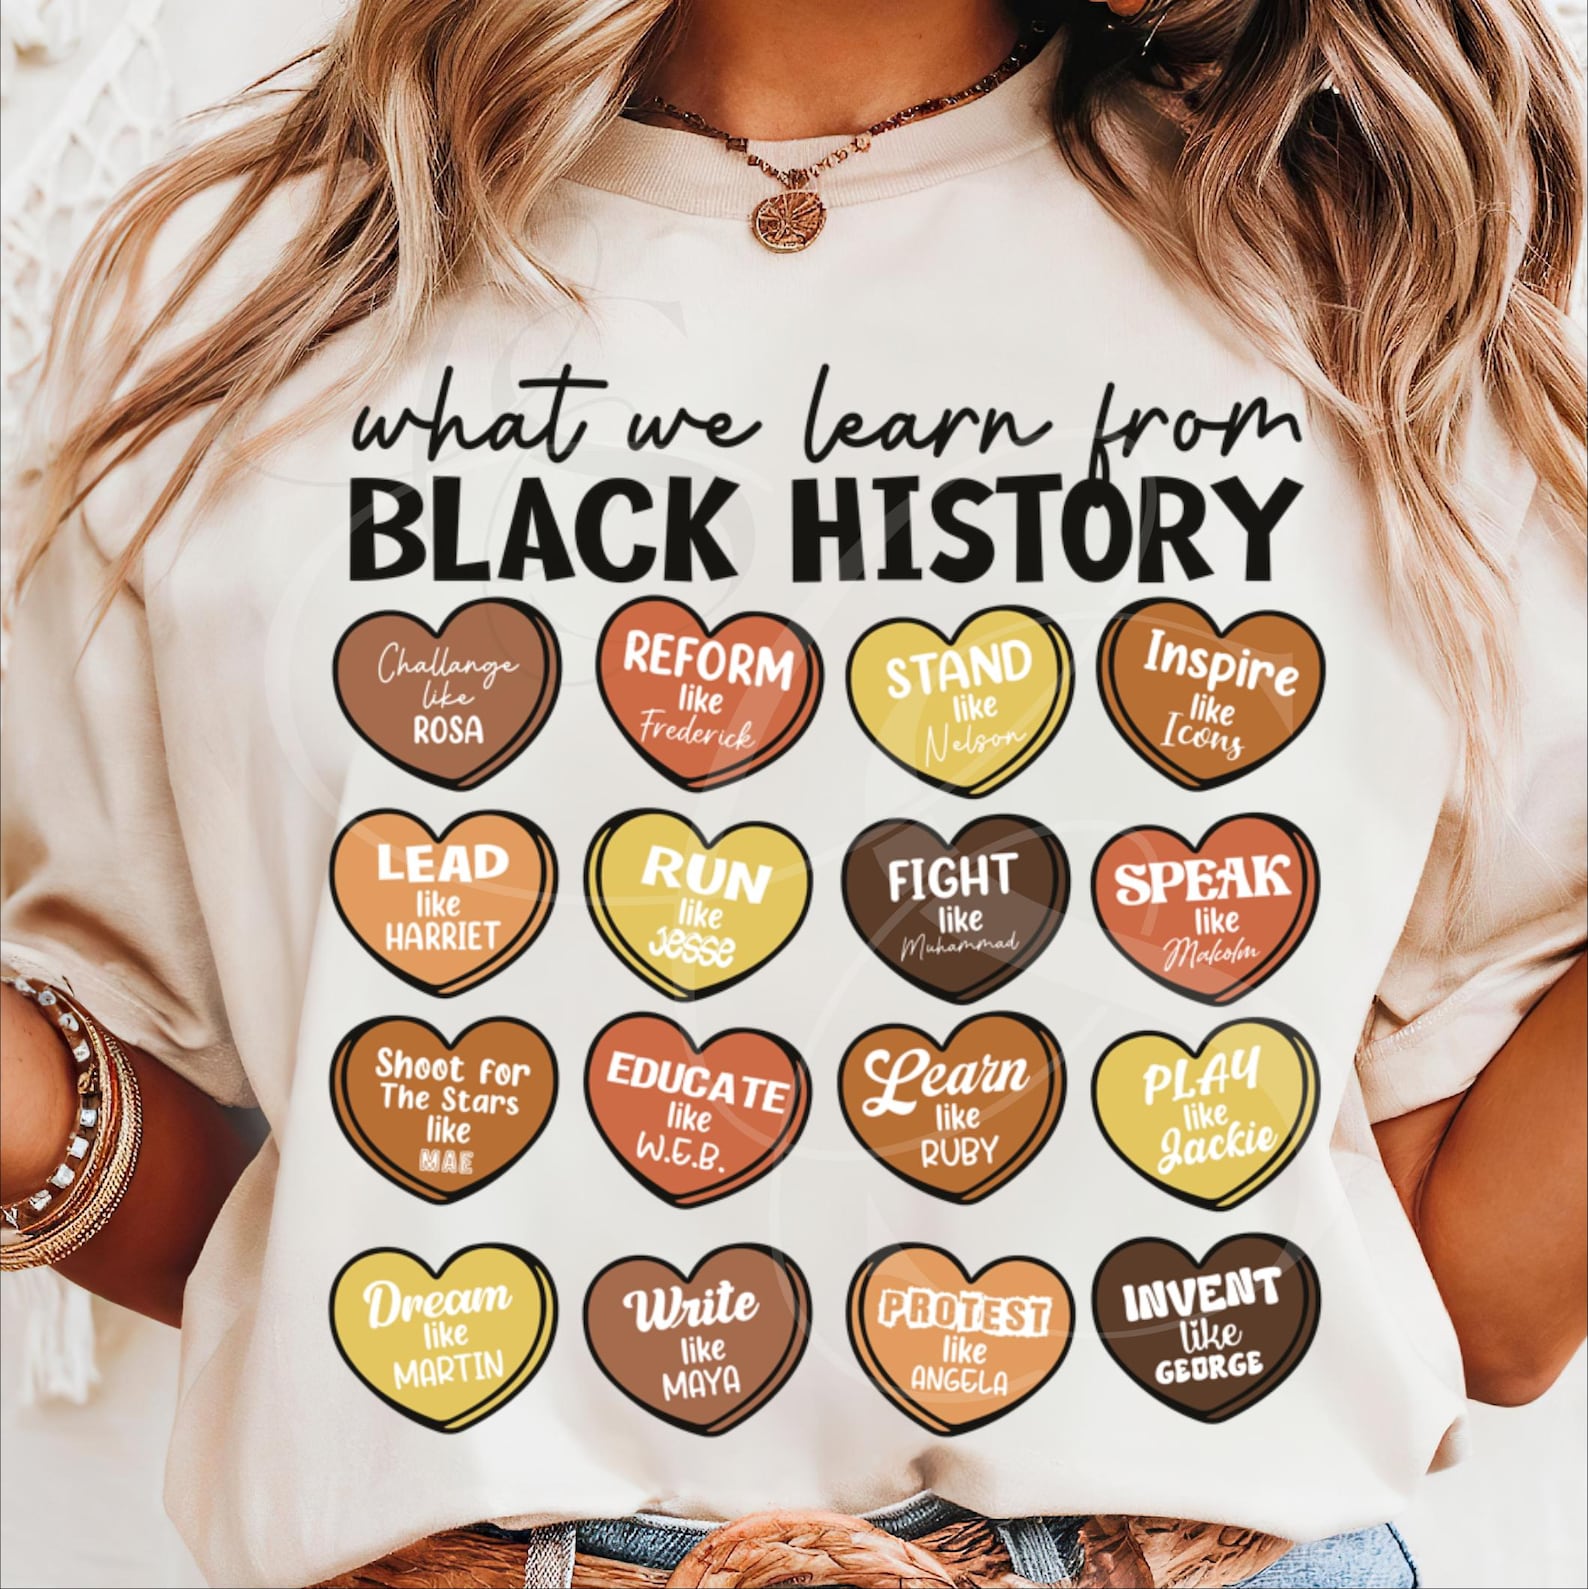 what we learn from
BLACK HISTORY
Challange
like
ROSA
REFORM
like
Frederick
STAND
like
Nelson
Inspire
like
Icons
LEAD
like
HARRIET
RUN
like
Jesse
FIGHT
like
Muhammad
SPEAK
like
Malcolm
Shoot for
The Stars
like
MAE
EDUCATE
like
W.E.B.
Learn
like
RUBY
PLAY
like
Jackie
Dream
like
MARTIN
Write
like
MAYA
PROTEST
like
ANGELA
INVENT
like
GEORGE